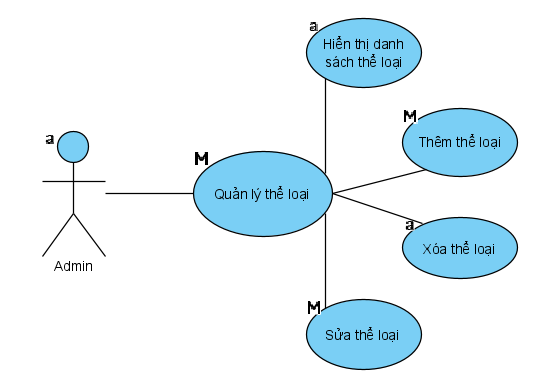 a
Hiển thị danh
sách thể loại
M
Thêm thể loại
a
M
Quản lý thể loại
a
Xóa thể loại
Admin
M
Sửa thể loại